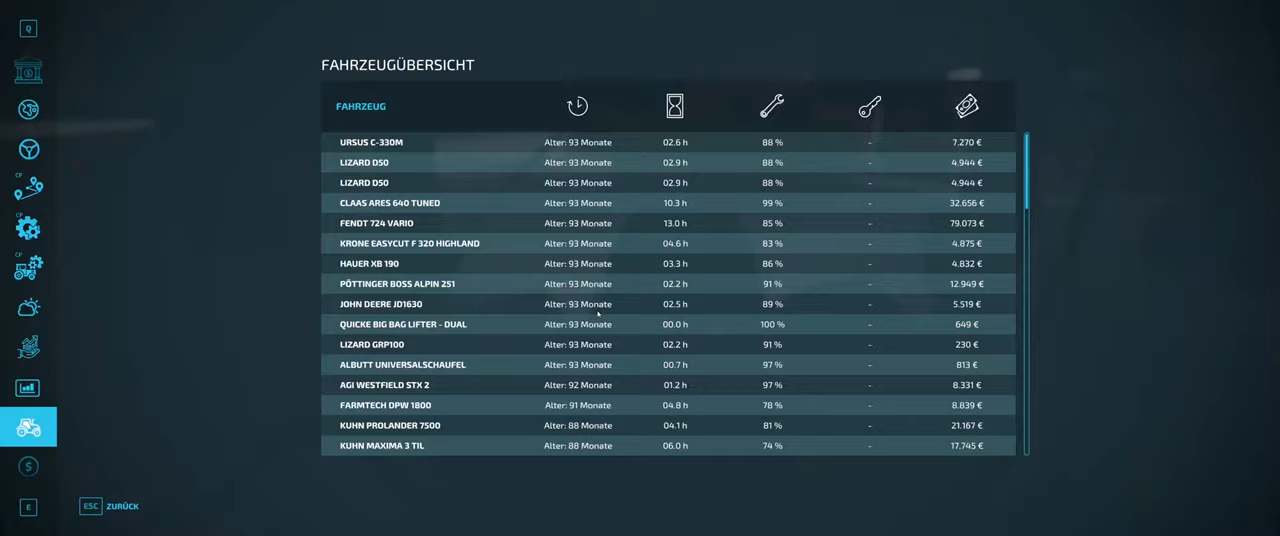 Q
FAHRZEUGÜBERSICHT
FAHRZEUG
URSUS C-330M Alter: 93 Monate 02.6 h 88 % - 7.270 €
LIZARD D50 Alter: 93 Monate 02.9 h 88 % - 4.944 €
LIZARD D50 Alter: 93 Monate 02.9 h 88 % - 4.944 €
CP CLAAS ARES 640 TUNED Alter: 93 Monate 10.3 h 99 % - 32.656 €
CP FENDT 724 VARIO Alter: 93 Monate 13.0 h 85 % - 79.073 €
KRONE EASYCUT F 320 HIGHLAND Alter: 93 Monate 04.6 h 83 % - 4.875 €
CP HAUER XB 190 Alter: 93 Monate 03.3 h 86 % - 4.832 €
PÖTTINGER BOSS ALPIN 251 Alter: 93 Monate 02.2 h 91 % - 12.949 €
JOHN DEERE JD1630 Alter: 93 Monate 02.5 h 89 % - 5.519 €
QUICKE BIG BAG LIFTER - DUAL Alter: 93 Monate 00.0 h 100 % - 649 €
LIZARD GRP100 Alter: 93 Monate 02.2 h 91 % - 230 €
ALBUTT UNIVERSALSCHAUFEL Alter: 93 Monate 00.7 h 97 % - 813 €
AGI WESTFIELD STX 2 Alter: 92 Monate 01.2 h 97 % - 8.331 €
FARMTECH DPW 1800 Alter: 91 Monate 04.8 h 78 % - 8.839 €
KUHN PROLANDER 7500 Alter: 88 Monate 04.1 h 81 % - 21.167 €
KUHN MAXIMA 3 TIL Alter: 88 Monate 06.0 h 74 % - 17.745 €
E
ESC ZURÜCK